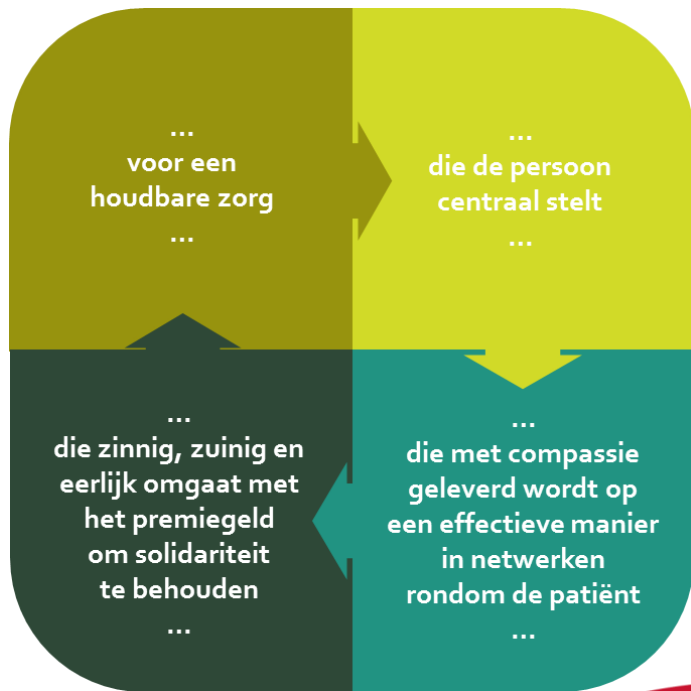 ...
voor een
houdbare zorg
...
...
die de persoon
centraal stelt
...
...
die met compassie
geleverd wordt op
een effectieve manier
in netwerken
rondom de patiënt
...
...
die zinnig, zuinig en
eerlijk omgaat met
het premiegeld
om solidariteit
te behouden
...